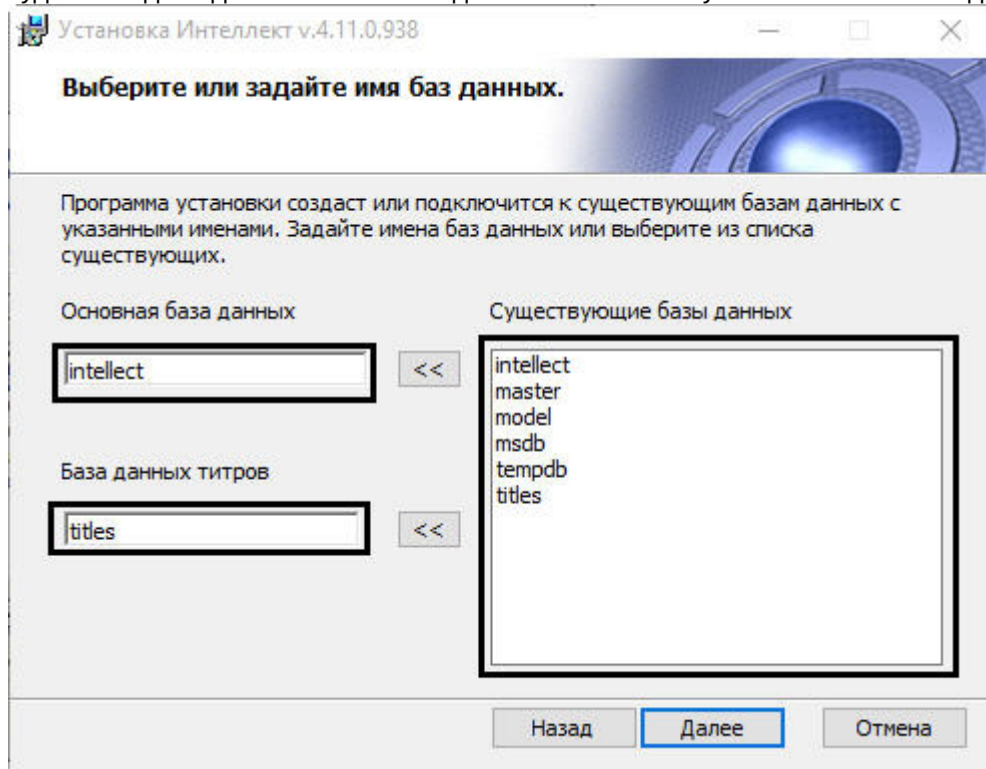 Установка Интеллект v.4.11.0.938
Выберите или задайте имя баз данных.
Программа установки создаст или подключится к существующим базам данных с
указанными именами. Задайте имена баз данных или выберите из списка
существующих.
Основная база данных
Существующие базы данных
intellect
<<
intellect
master
model
msdb
tempdb
titles
База данных титров
titles
<<
Назад
Далее
Отмена